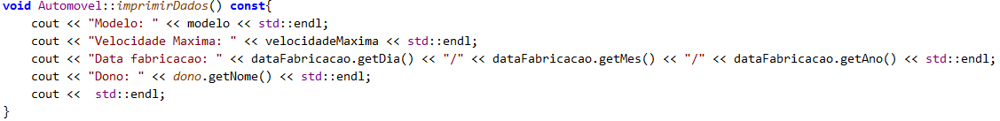 void Automovel::imprimirDados() const{
    cout << "Modelo: " << modelo << std::endl;
    cout << "Velocidade Maxima: " << velocidadeMaxima << std::endl;
    cout << "Data fabricacao: " << dataFabricacao.getDia() << "/" << dataFabricacao.getMes() << "/" << dataFabricacao.getAno() << std::endl;
    cout << "Dono: " << dono.getNome() << std::endl;
    cout <<  std::endl;
}